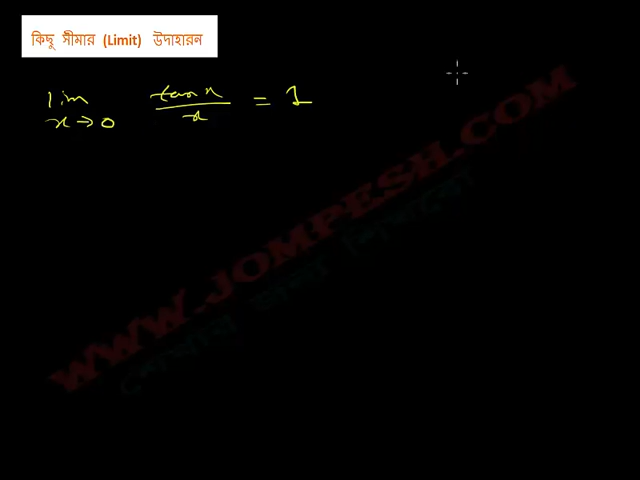 কিছু সীমার (Limit) উদাহারন
lim x→0 tan x / x = 1
WWW.JOMPESH.COM